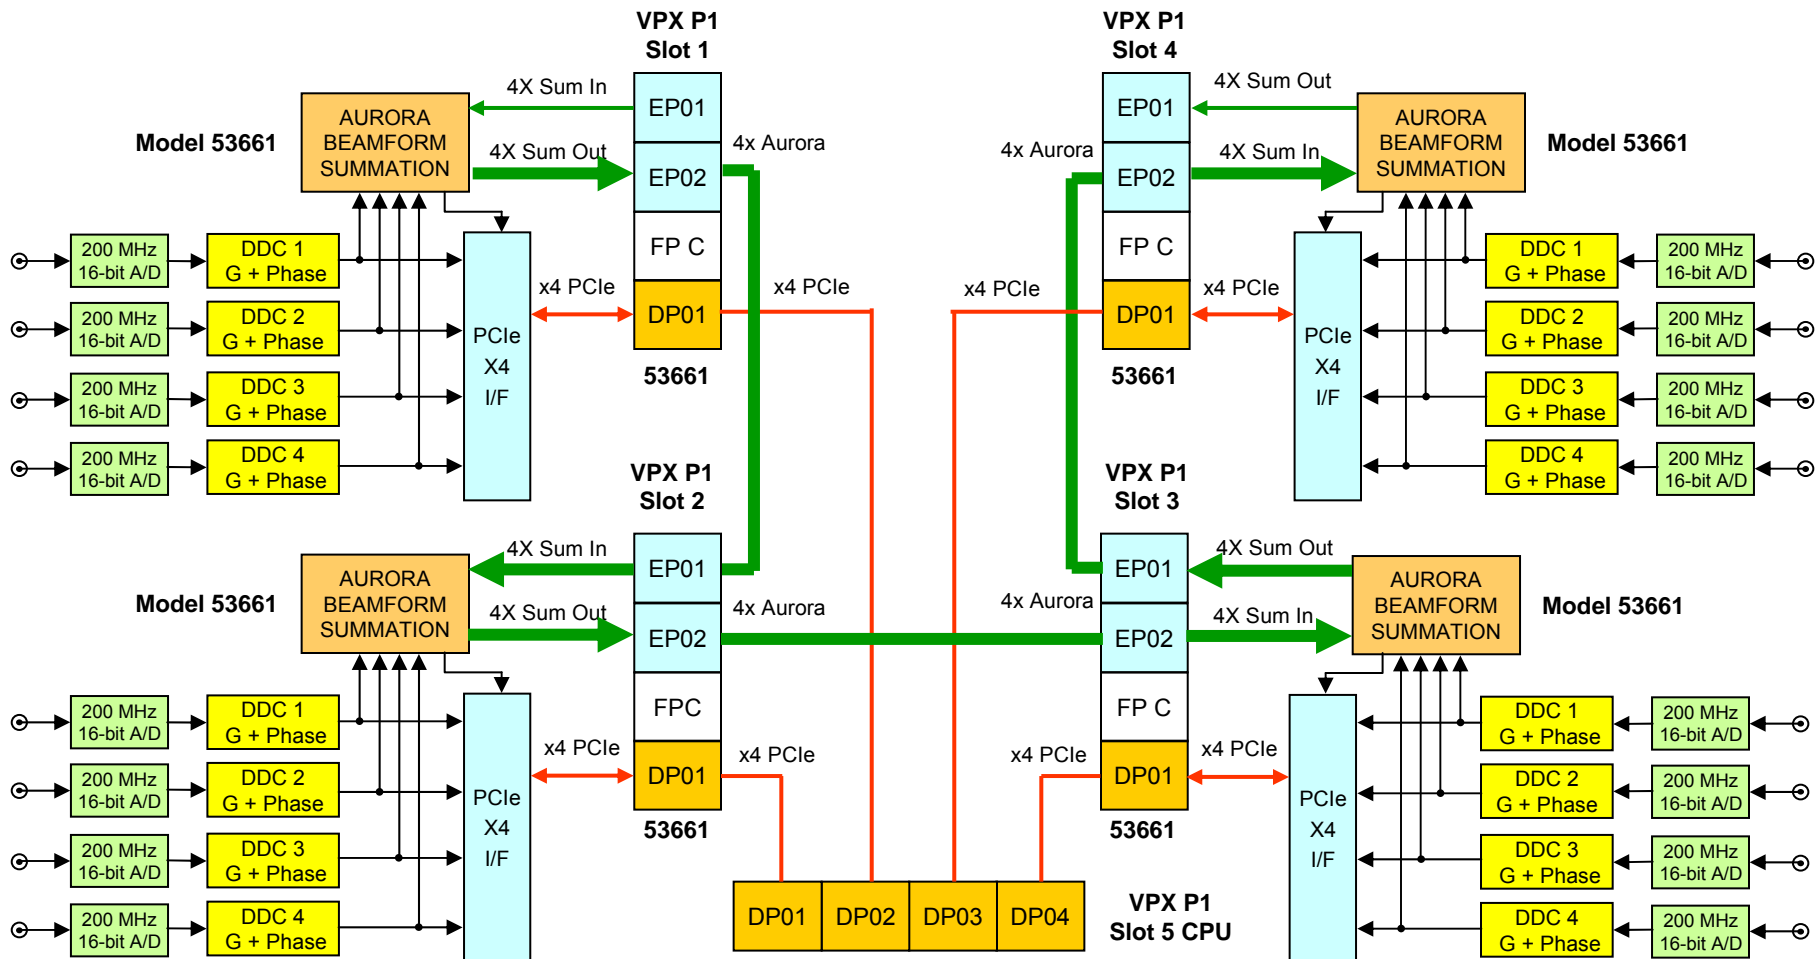 VPX P1
Slot 1
VPX P1
Slot 4
4X Sum In
EP01
4x Aurora
EP01
4X Sum Out
Model 53661
AURORA
BEAMFORM
SUMMATION
4X Sum Out
EP02
4x Aurora
EP02
4X Sum In
AURORA
BEAMFORM
SUMMATION
Model 53661
200 MHz
16-bit A/D
DDC 1
G + Phase
FP C
FP C
DDC 1
G + Phase
200 MHz
16-bit A/D
200 MHz
16-bit A/D
DDC 2
G + Phase
PCIe
X4
I/F
x4 PCIe
DP01
x4 PCIe
x4 PCIe
DP01
x4 PCIe
PCIe
X4
I/F
DDC 2
G + Phase
200 MHz
16-bit A/D
200 MHz
16-bit A/D
DDC 3
G + Phase
53661
53661
DDC 3
G + Phase
200 MHz
16-bit A/D
200 MHz
16-bit A/D
DDC 4
G + Phase
DDC 4
G + Phase
200 MHz
16-bit A/D
VPX P1
Slot 2
VPX P1
Slot 3
4X Sum In
EP01
EP01
4X Sum Out
Model 53661
AURORA
BEAMFORM
SUMMATION
4X Sum Out
EP02
4x Aurora
4x Aurora
EP02
4X Sum In
AURORA
BEAMFORM
SUMMATION
Model 53661
200 MHz
16-bit A/D
DDC 1
G + Phase
FPC
FP C
DDC 1
G + Phase
200 MHz
16-bit A/D
200 MHz
16-bit A/D
DDC 2
G + Phase
PCIe
X4
I/F
x4 PCIe
DP01
x4 PCIe
x4 PCIe
DP01
x4 PCIe
PCIe
X4
I/F
DDC 2
G + Phase
200 MHz
16-bit A/D
200 MHz
16-bit A/D
DDC 3
G + Phase
53661
53661
DDC 3
G + Phase
200 MHz
16-bit A/D
200 MHz
16-bit A/D
DDC 4
G + Phase
DP01
DP02
DP03
DP04
VPX P1
Slot 5 CPU
DDC 4
G + Phase
200 MHz
16-bit A/D